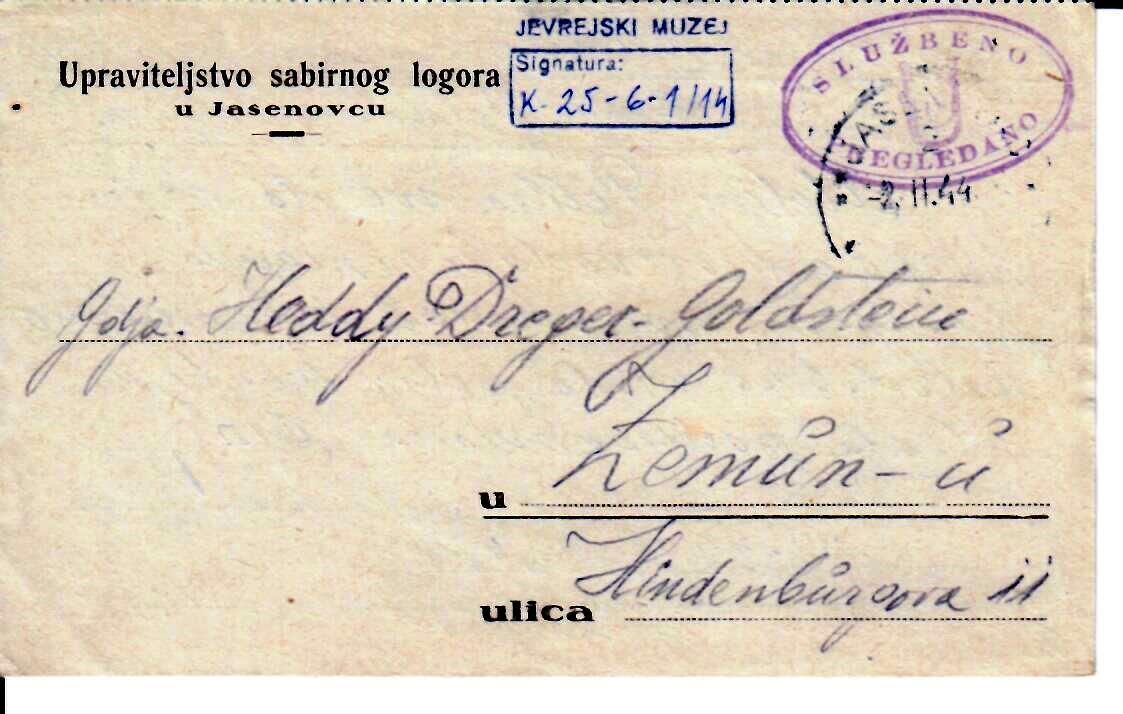 JEVREJSKI MUZEJ
Signatura:
K-25-6-1/14
Upraviteljstvo sabirnog logora
u Jasenovcu
SLUŽBENO
PREGLEDANO
-2.II.44
Gdja. Heddy Dreger-Goldstein
u Zemun-u
ulica Hindenburgova 11